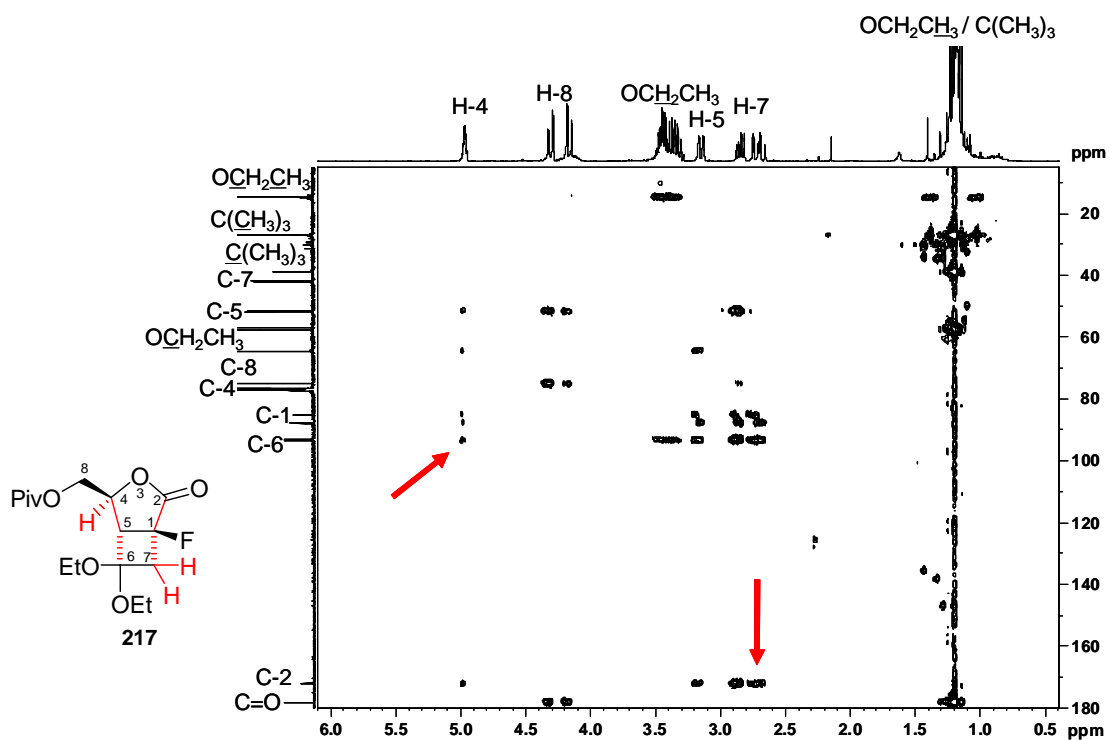 OCH2CH3 / C(CH3)3
H-4
H-8
OCH2CH3
H-5
H-7
ppm
OCH2CH3
C(CH3)3
C(CH3)3
C-7
C-5
OCH2CH3
C-8
C-4
C-1
C-6
C-2
C=O
20
40
60
80
100
120
140
160
180
6.0 5.5 5.0 4.5 4.0 3.5 3.0 2.5 2.0 1.5 1.0 0.5 ppm
8
PivO
O
3
O
4
2
H
5
1
F
6
7
EtO
H
OEt
H
217